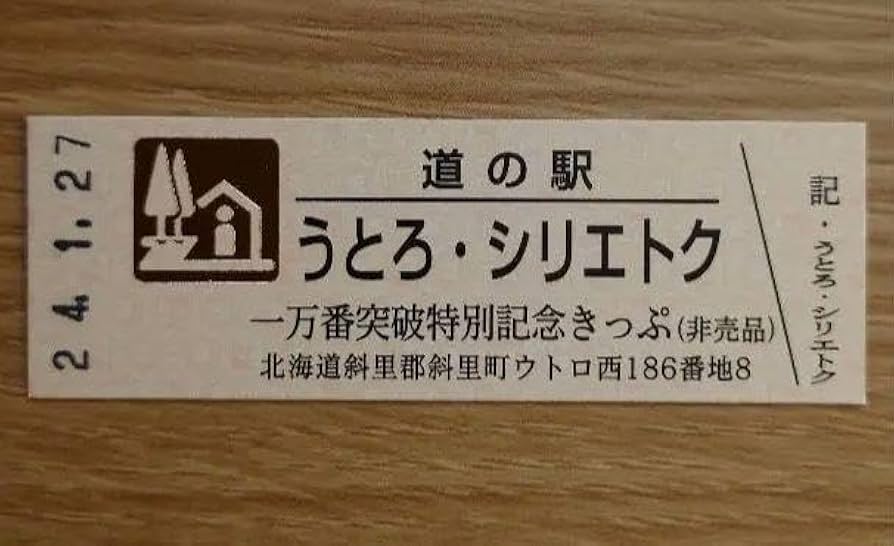 24.1.27
道の駅
うとろ・シリエトク
一万番突破特別記念きっぷ(非売品)
北海道斜里郡斜里町ウトロ西186番地8
記・うとろ・シリエトク